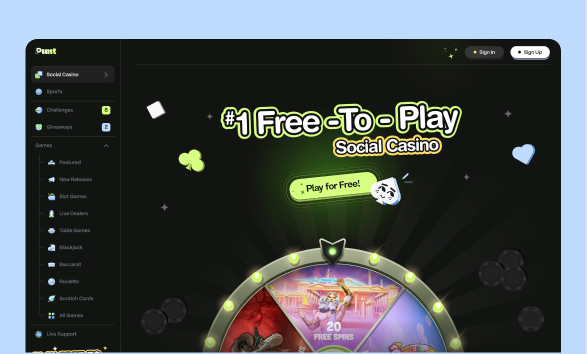 Punt
Sign In
Sign Up
Social Casino
Sports
Challenges
5
Giveaways
2
Games
Featured
New Releases
Slot Games
Live Dealers
Table Games
Blackjack
Baccarat
Roulette
Scratch Cards
All Games
Live Support
#1 Free -To - Play
Social Casino
Play for Free!
20
FREE SPINS